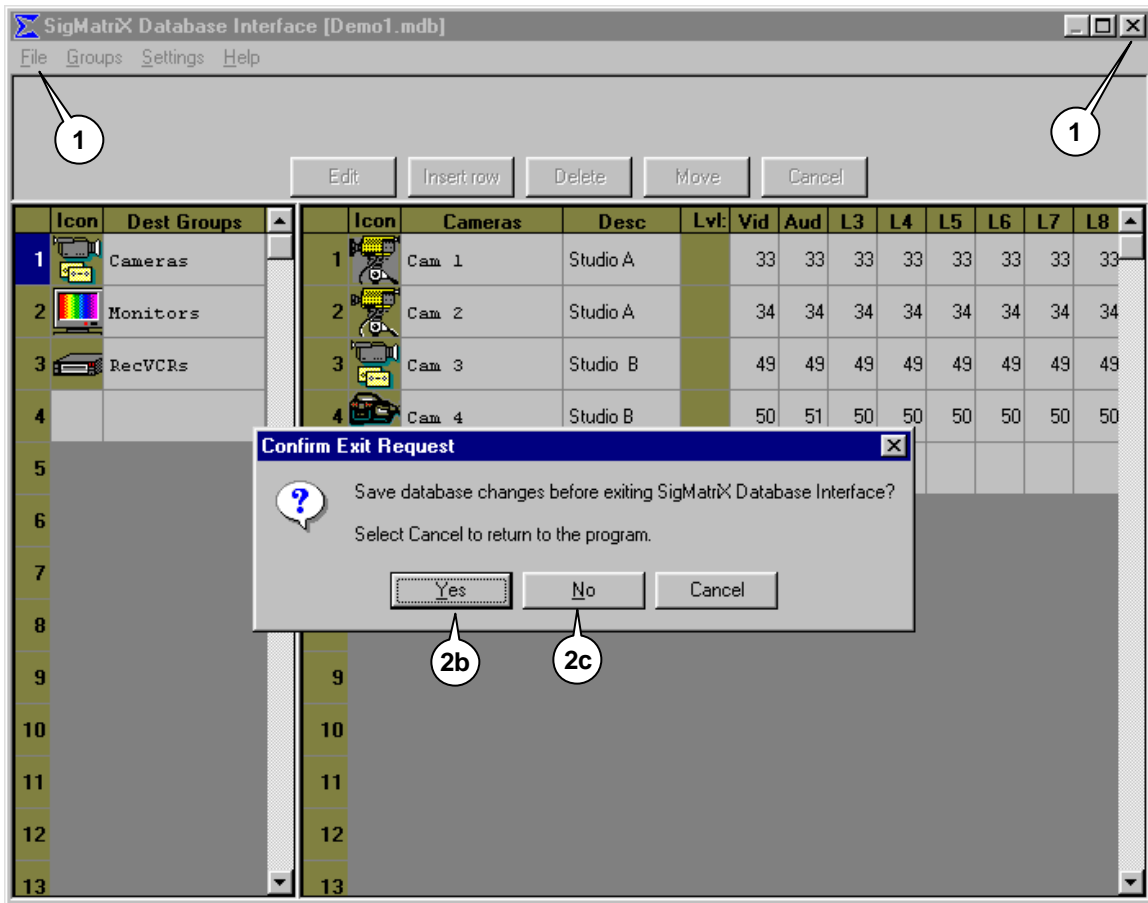 SigMatriX Database Interface [Demo1.mdb]
File Groups Settings Help
1 1
Edit Insert row Delete Move Cancel
Icon Dest Groups
1 Cameras
2 Monitors
3 RecVCRs
4
5
6
7
8
9
10
11
12
13
Icon Cameras Desc Lvl: Vid Aud L3 L4 L5 L6 L7 L8
1 Cam 1 Studio A 33 33 33 33 33 33 33 33
2 Cam 2 Studio A 34 34 34 34 34 34 34 34
3 Cam 3 Studio B 49 49 49 49 49 49 49 49
4 Cam 4 Studio B 50 51 50 50 50 50 50 50
Confirm Exit Request
Save database changes before exiting SigMatriX Database Interface?
Select Cancel to return to the program.
Yes No Cancel
2b 2c
9
10
11
12
13